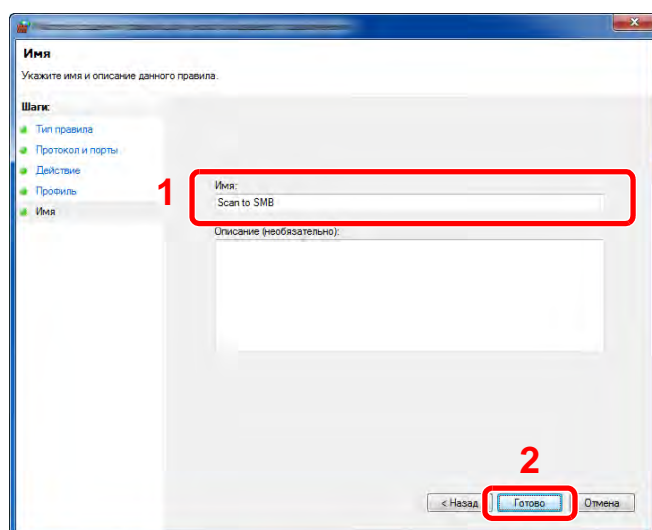 Имя
Укажите имя и описание данного правила.
Шаги:
Тип правила
Протокол и порты
Действие
Профиль
Имя
1
Имя:
Scan to SMB
Описание (необязательно):
2
< Назад
Готово
Отмена